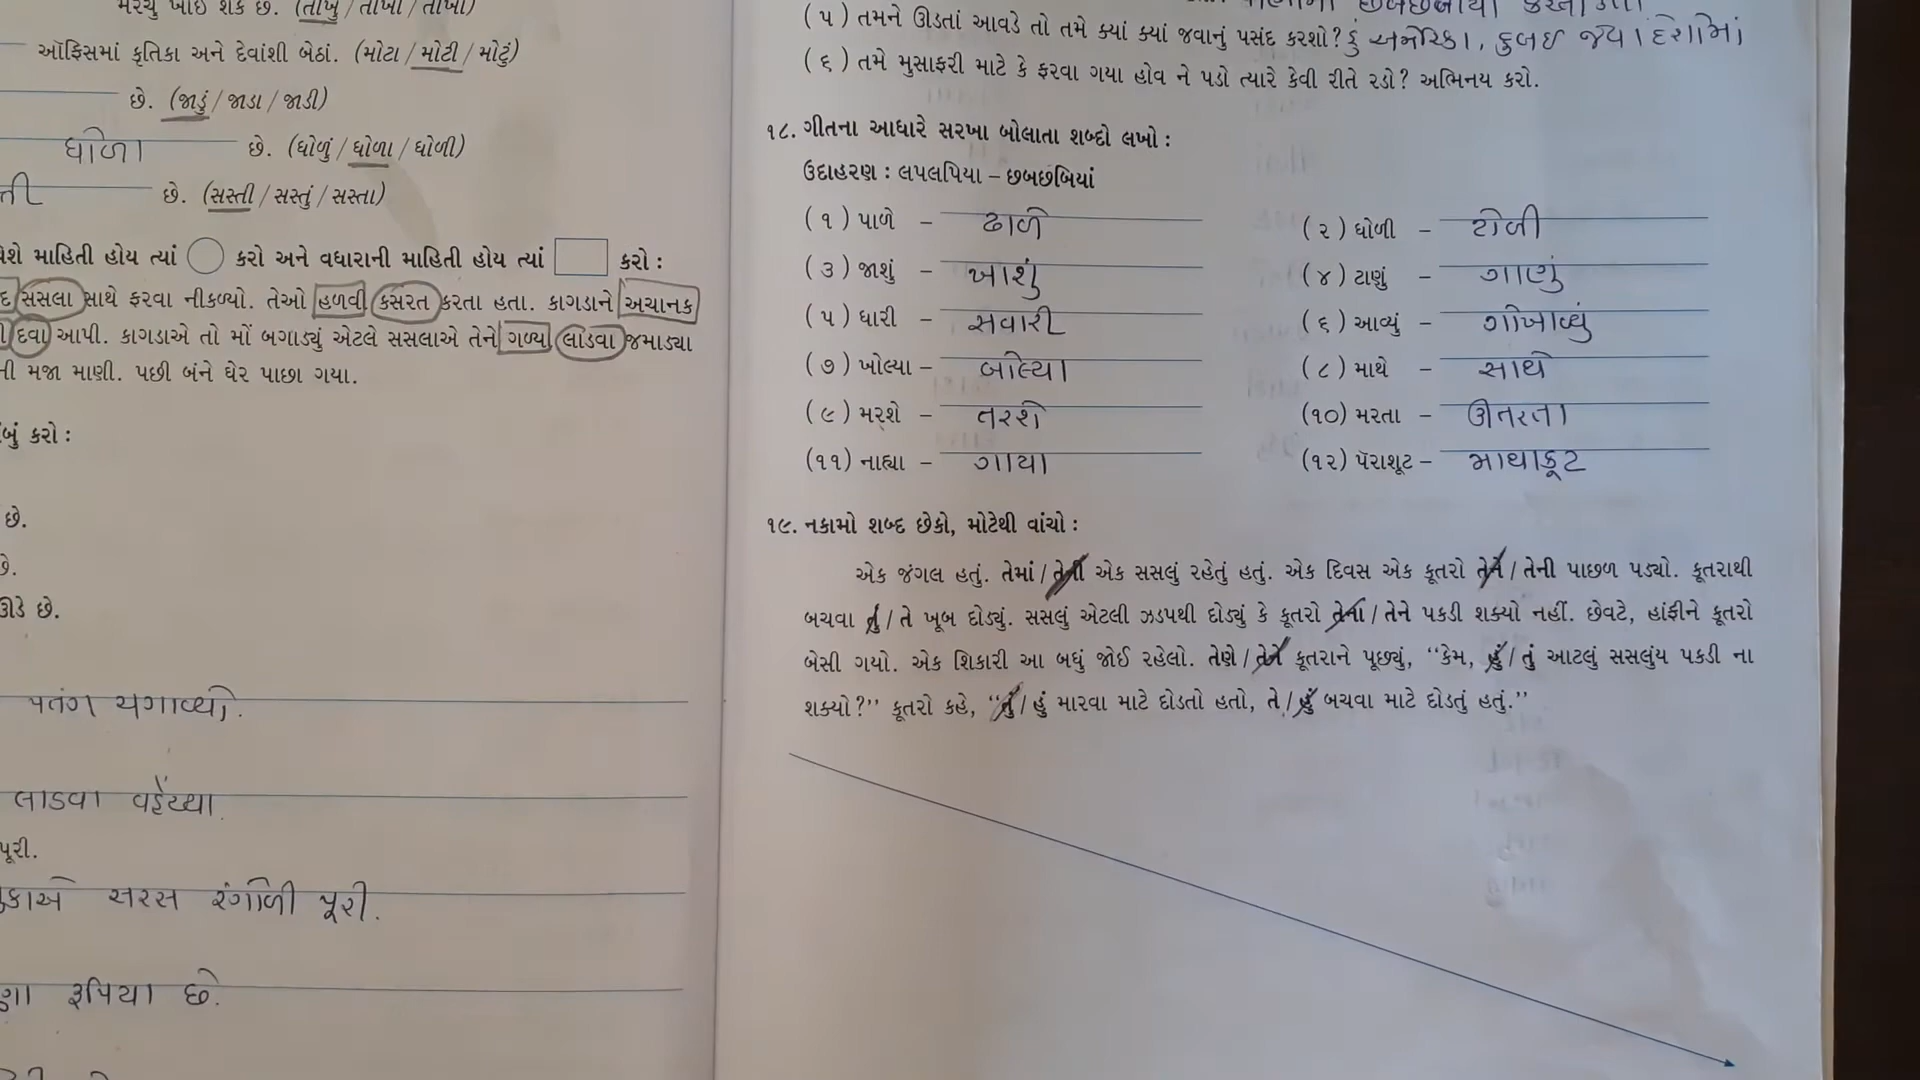 મરચું ખાઈ શકે છે. (તીખું / તીખા / તીખી)
ઑફિસમાં કૃતિકા અને દેવાંશી બેઠાં. (મોટા / મોટી / મોટું)
છે. (જાડું / જાડા / જાડી)
ધોળા છે. (ધોળું / ધોળા / ધોળી)
સ્તી છે. (સસ્તી / સસ્તું / સસ્તા)
શે માહિતી હોય ત્યાં કરો અને વધારાની માહિતી હોય ત્યાં કરો :
સસલા સાથે ફરવા નીકળ્યો. તેઓ હળવી કસરત કરતા હતા. કાગડાને અચાનક
દવા આપી. કાગડાએ તો મોં બગાડ્યું એટલે સસલાએ તેને ગળ્યા લાડવા જમાડ્યા
ની મજા માણી. પછી બંને ઘેર પાછા ગયા.
બું કરો :
છે.
છે.
ઊડે છે.
પતંગ ચગાવ્યો.
લાડવા વહેંચ્યા.
પૂરી.
કાએ સરસ રંગોળી પૂરી.
ણા રૂપિયા છે.
(૫) તમને ઊડતાં આવડે તો તમે ક્યાં ક્યાં જવાનું પસંદ કરશો? હું અમેરિકા, દુબઈ જેવા દેશોમાં
(૬) તમે મુસાફરી માટે કે ફરવા ગયા હોવ ને પડો ત્યારે કેવી રીતે રડો? અભિનય કરો.
૧૮. ગીતના આધારે સરખા બોલાતા શબ્દો લખો :
ઉદાહરણ : લપલપિયા – છબછબિયાં
(૧) પાળે – ઢાળે (૨) ધોળી – ટોળી
(૩) જાશું – ખાશું (૪) ટાણું – ગાણું
(૫) ધારી – સવારી (૬) આવ્યું – ગોખાવ્યું
(૭) ખોલ્યા – બોલ્યા (૮) માથે – સાથે
(૯) મરશે – તરશે (૧૦) મરતા – ઊતરતા
(૧૧) નાહ્યા – ગાયા (૧૨) પૅરાશૂટ – માથાકૂટ
૧૯. નકામો શબ્દ છેકો, મોટેથી વાંચો :
એક જંગલ હતું. તેમાં / તેની એક સસલું રહેતું હતું. એક દિવસ એક કૂતરો તેને / તેની પાછળ પડ્યો. કૂતરાથી
બચવા તું / તે ખૂબ દોડ્યું. સસલું એટલી ઝડપથી દોડ્યું કે કૂતરો તેના / તેને પકડી શક્યો નહીં. છેવટે, હાંફીને કૂતરો
બેસી ગયો. એક શિકારી આ બધું જોઈ રહેલો. તેણે / તેને કૂતરાને પૂછ્યું, “કેમ, હું / તું આટલું સસલુંય પકડી ના
શક્યો?” કૂતરો કહે, “તું / હું મારવા માટે દોડતો હતો, તે / હું બચવા માટે દોડતું હતું.”